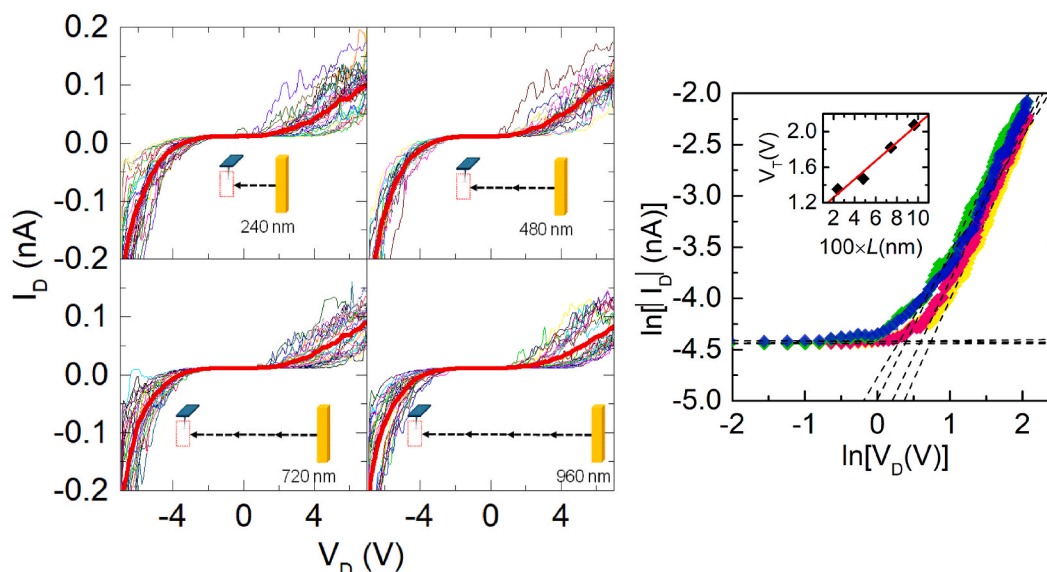 0.2
0.1
0.0
-0.1
-0.2
240 nm
480 nm
0.2
0.1
0.0
-0.1
-0.2
720 nm
960 nm
I_D (nA)
-4 0 4 -4 0 4
V_D (V)
-2.0
-2.5
-3.0
-3.5
-4.0
-4.5
-5.0
ln[| I_D| (nA)]
2.0
1.6
1.2
V_T(V)
2 4 6 8 10
100×L(nm)
-2 -1 0 1 2
ln[V_D(V)]